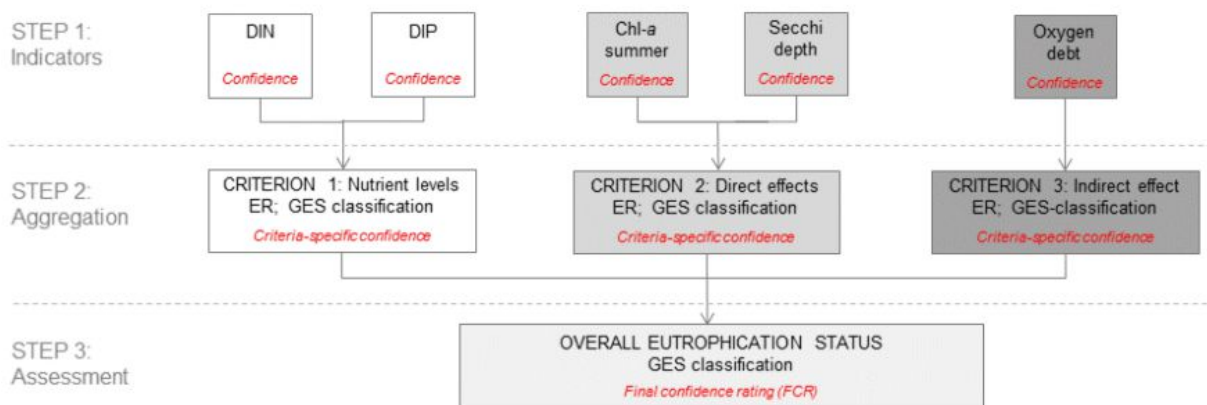 STEP 1:
Indicators
DIN
Confidence
DIP
Confidence
Chl-a
summer
Confidence
Secchi
depth
Confidence
Oxygen
debt
Confidence
STEP 2:
Aggregation
CRITERION 1: Nutrient levels
ER; GES classification
Criteria-specific confidence
CRITERION 2: Direct effects
ER; GES classification
Criteria-specific confidence
CRITERION 3: Indirect effect
ER; GES-classification
Criteria-specific confidence
STEP 3:
Assessment
OVERALL EUTROPHICATION STATUS
GES classification
Final confidence rating (FCR)